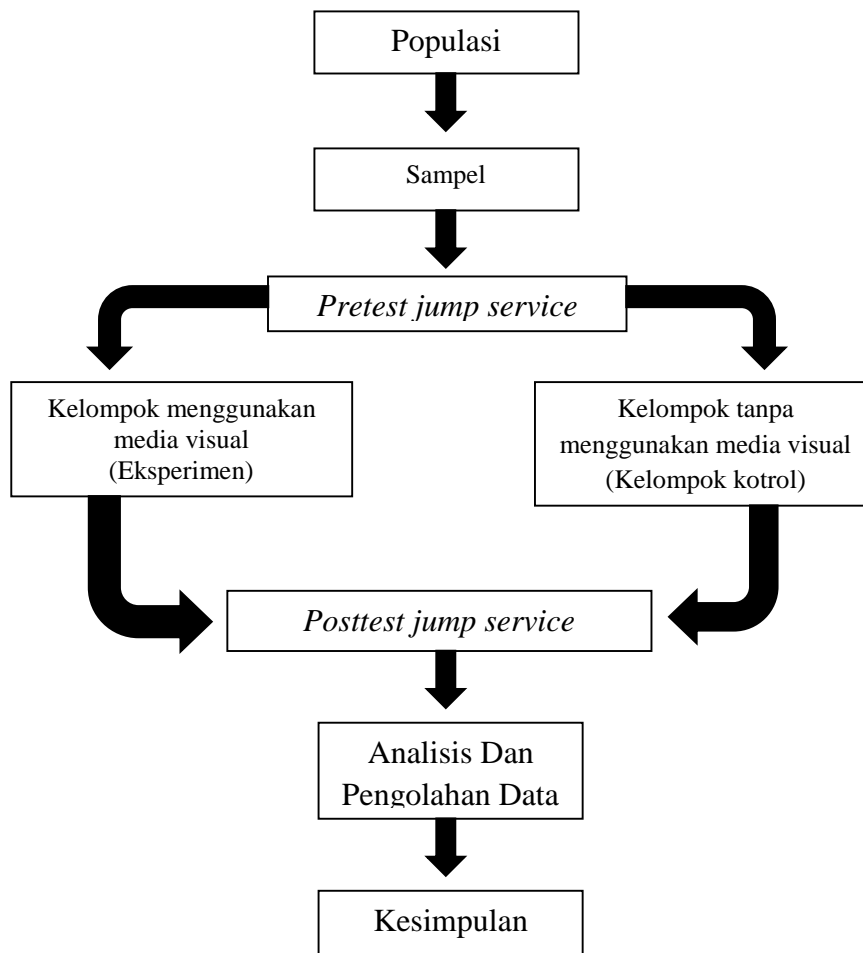 Populasi
Sampel
Pretest jump service
Kelompok menggunakan
media visual
(Eksperimen)
Kelompok tanpa
menggunakan media visual
(Kelompok kotrol)
Posttest jump service
Analisis Dan
Pengolahan Data
Kesimpulan